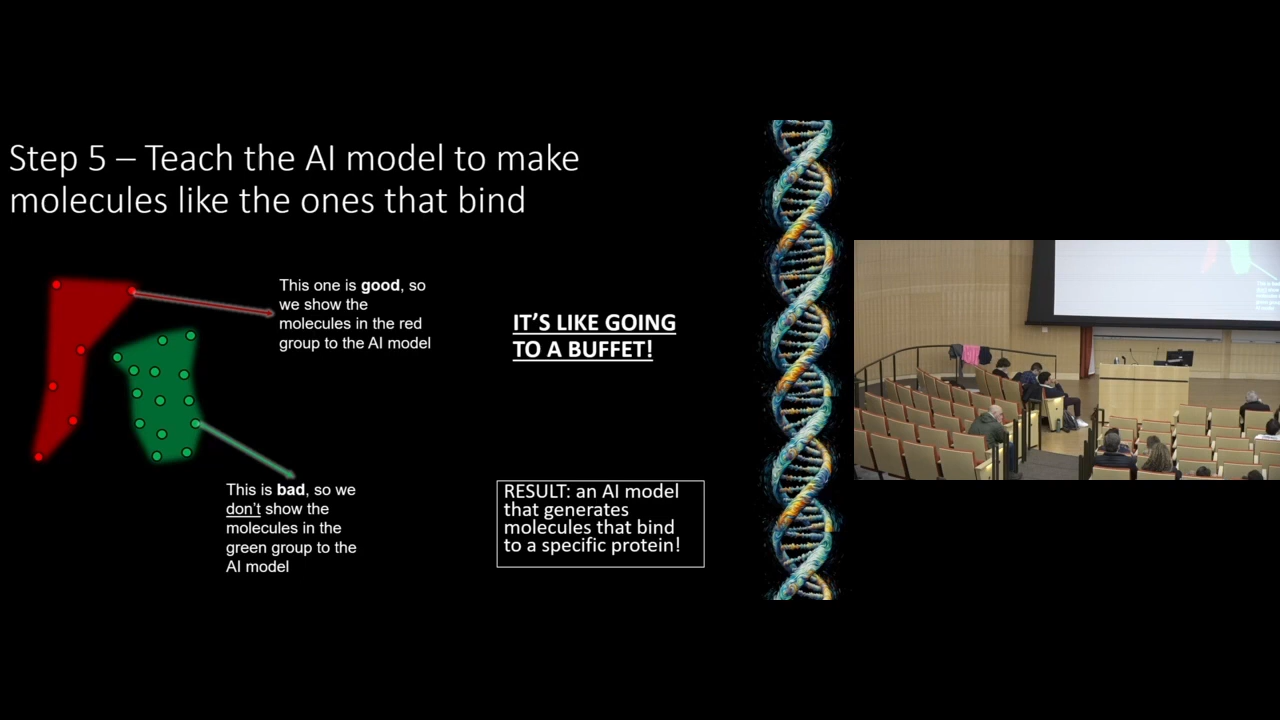 Step 5 – Teach the AI model to make
molecules like the ones that bind
This one is good, so
we show the
molecules in the red
group to the AI model
IT’S LIKE GOING
TO A BUFFET!
This is bad, so we
don’t show the
molecules in the
green group to the
AI model
RESULT: an AI model
that generates
molecules that bind
to a specific protein!